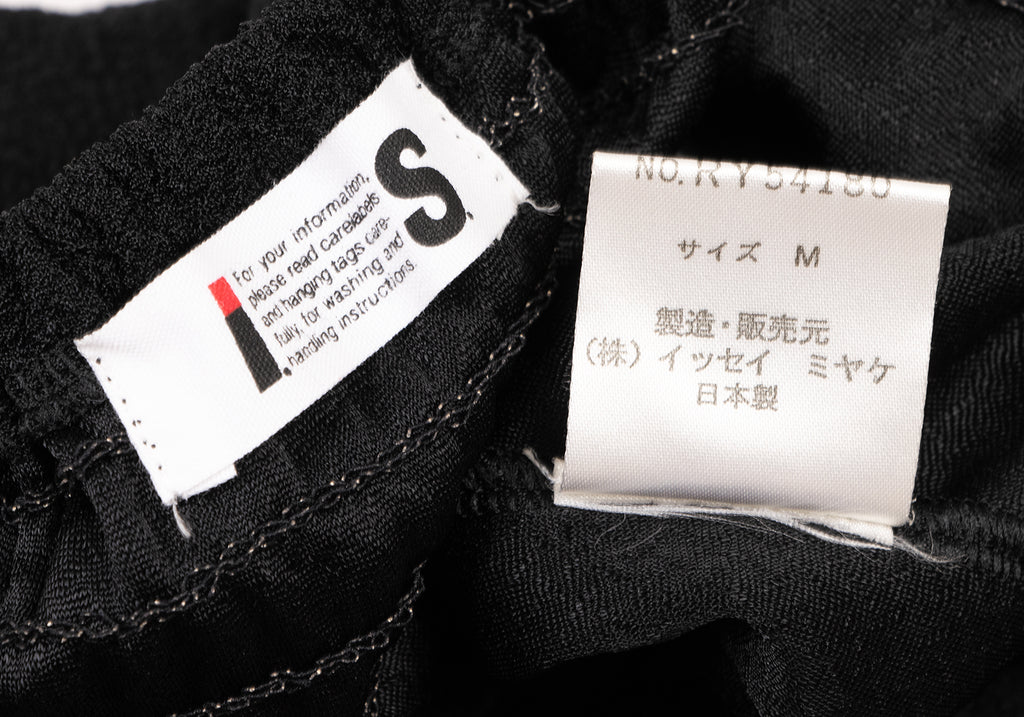 I.S.
For your information,
please read carelabels
and hanging tags care-
fully, for washing and
handling instructions.
No.RY54186
サイズ M
製造・販売元
(株) イッセイ ミヤケ
日本製